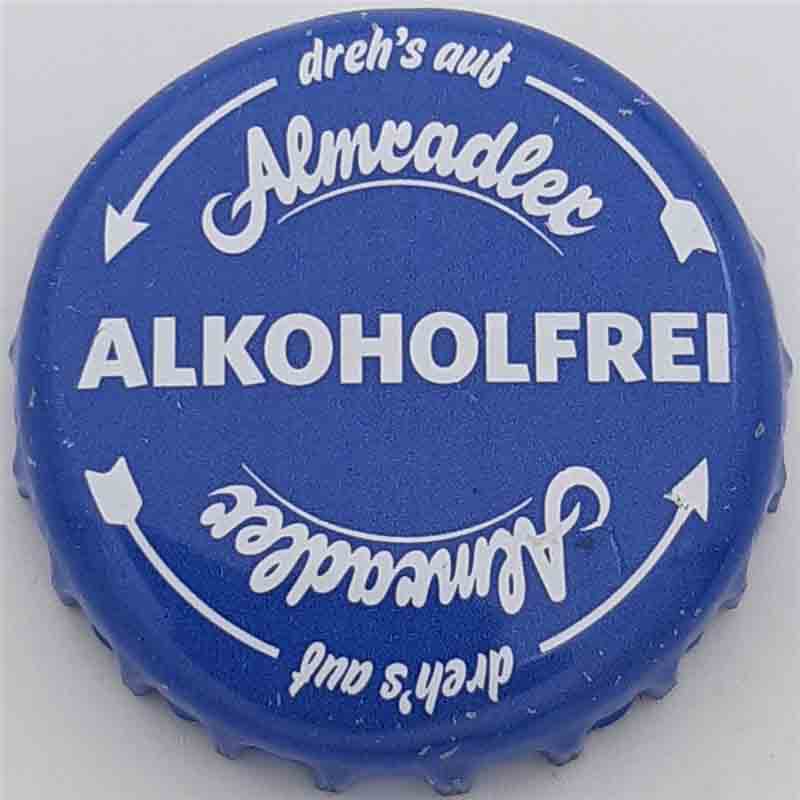 dreh's auf
Almradler
ALKOHOLFREI
Almradler
dreh's auf